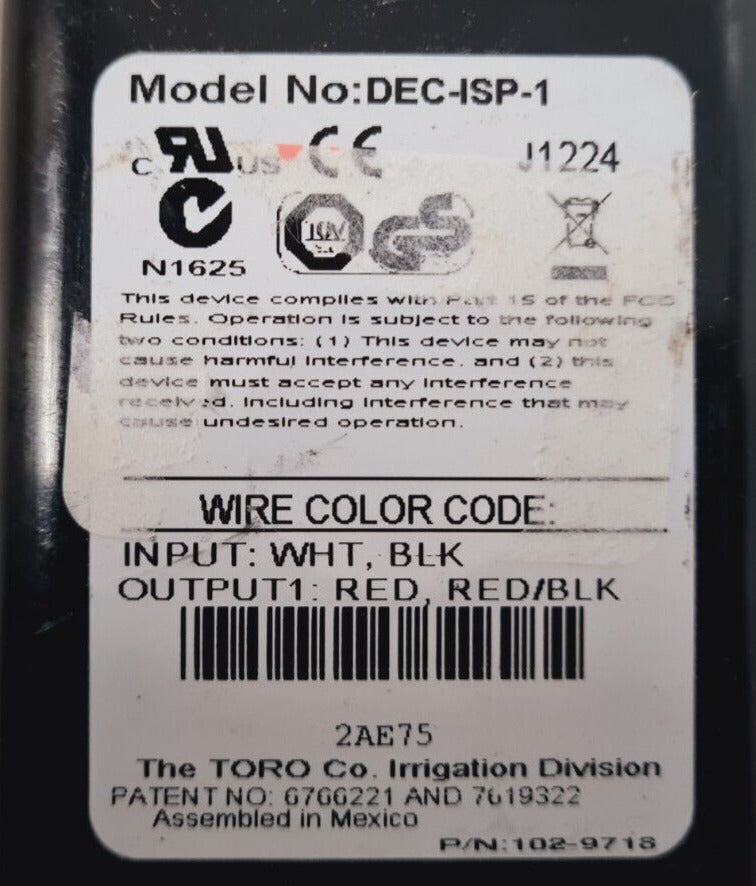 Model No:DEC-ISP-1
C RU US CE J1224
N1625 TÜV GS
This device complies with Part 15 of the FCC
Rules. Operation is subject to the following
two conditions: (1) This device may not
cause harmful interference. and (2) this
device must accept any interference
received. Including interference that may
cause undesired operation.
WIRE COLOR CODE:
INPUT: WHT, BLK
OUTPUT1: RED, RED/BLK
2AE75
The TORO Co. Irrigation Division
PATENT NO: 6766221 AND 7619322
Assembled in Mexico
P/N:102-9718